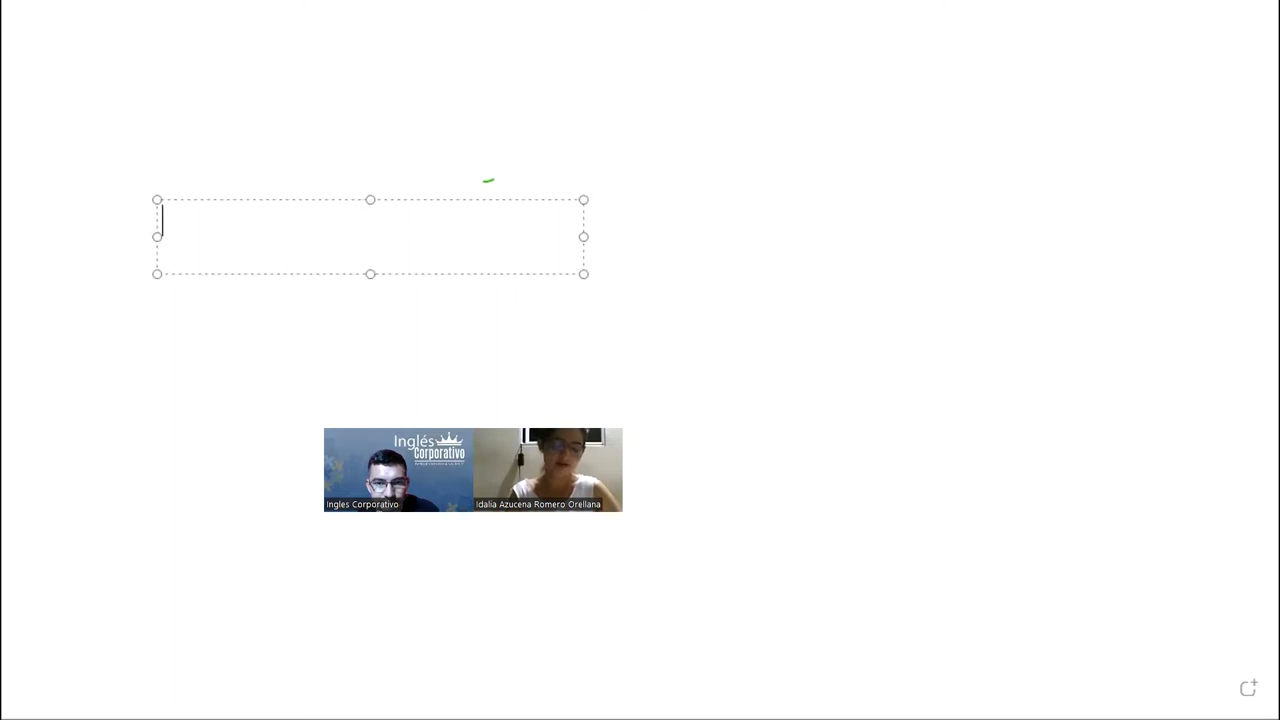 Inglés
Corporativo
Ingles Corporativo
Idalia Azucena Romero Orellana